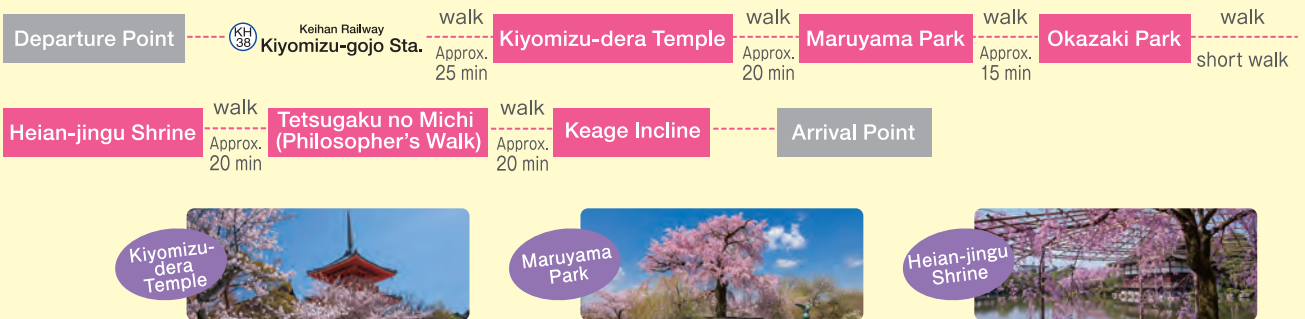 Departure Point
KH
38
Keihan Railway
Kiyomizu-gojo Sta.
walk
Approx.
25 min
Kiyomizu-dera Temple
walk
Approx.
20 min
Maruyama Park
walk
Approx.
15 min
Okazaki Park
walk
short walk
Heian-jingu Shrine
walk
Approx.
20 min
Tetsugaku no Michi
(Philosopher's Walk)
walk
Approx.
20 min
Keage Incline
Arrival Point
Kiyomizu-
dera
Temple
Maruyama
Park
Heian-jingu
Shrine